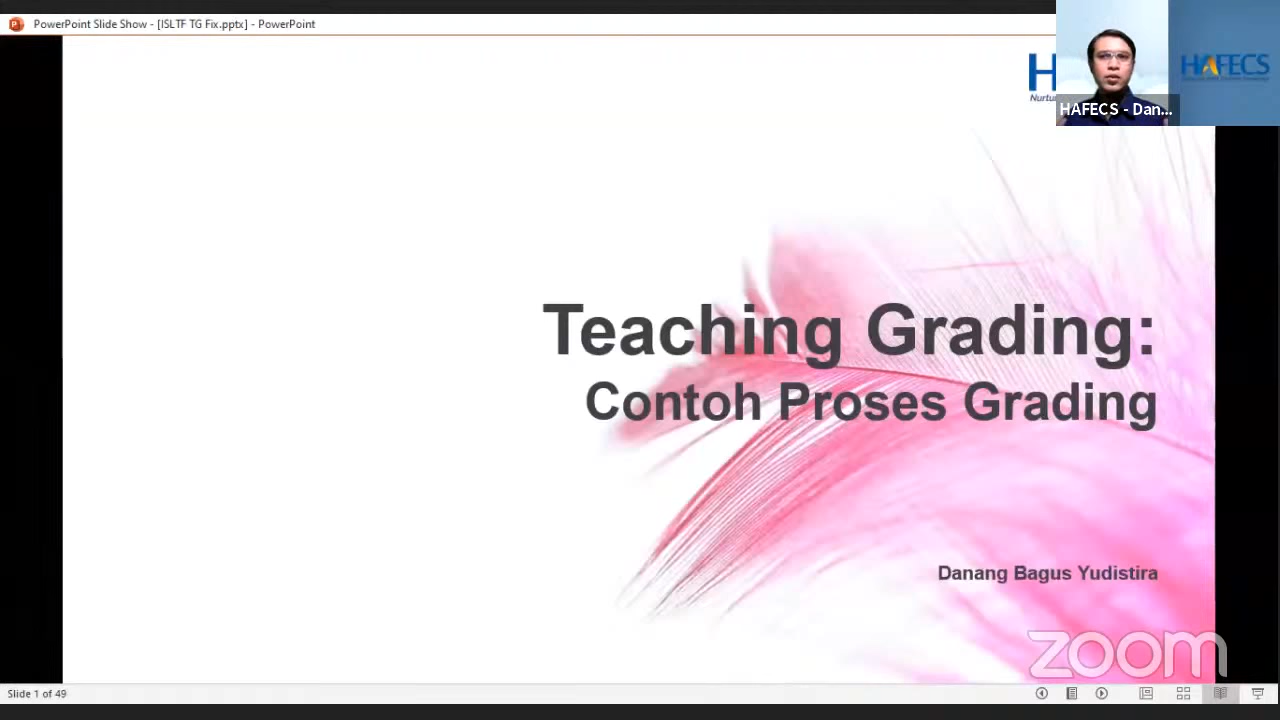 PowerPoint Slide Show - [ISLTF TG Fix.pptx] - PowerPoint
HAFECS
HAFECS - Dan...
Teaching Grading:
Contoh Proses Grading
Danang Bagus Yudistira
zoom
Slide 1 of 49